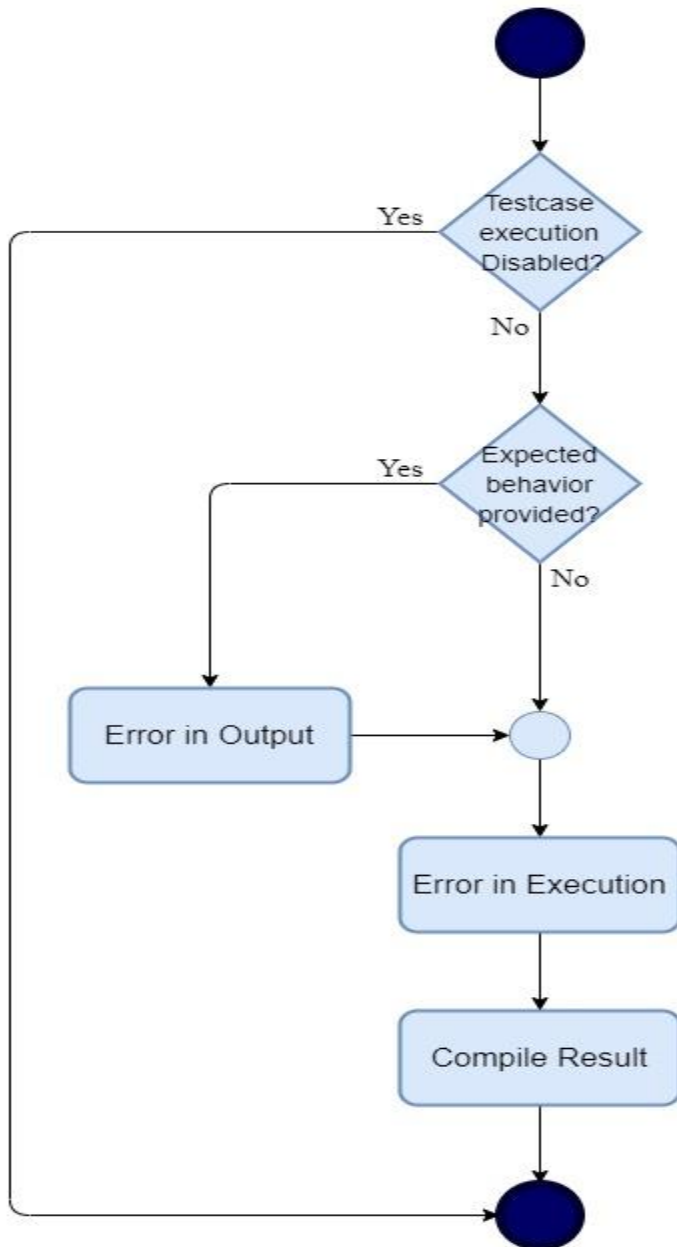 Testcase
execution
Disabled?
Yes
No
Expected
behavior
provided?
Yes
No
Error in Output
Error in Execution
Compile Result